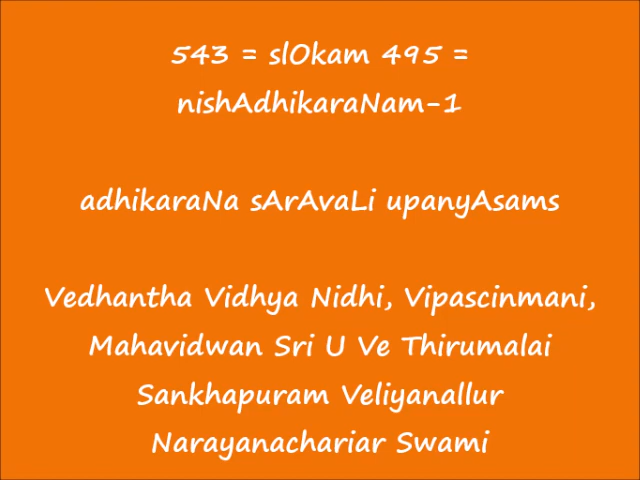 543 = slOkam 495 =
nishAdhikaraNam-1
adhikaraNa sArAvaLi upanyAsams
Vedhantha Vidhya Nidhi, Vipascinmani,
Mahavidwan Sri U Ve Thirumalai
Sankhapuram Veliyanallur
Narayanachariar Swami